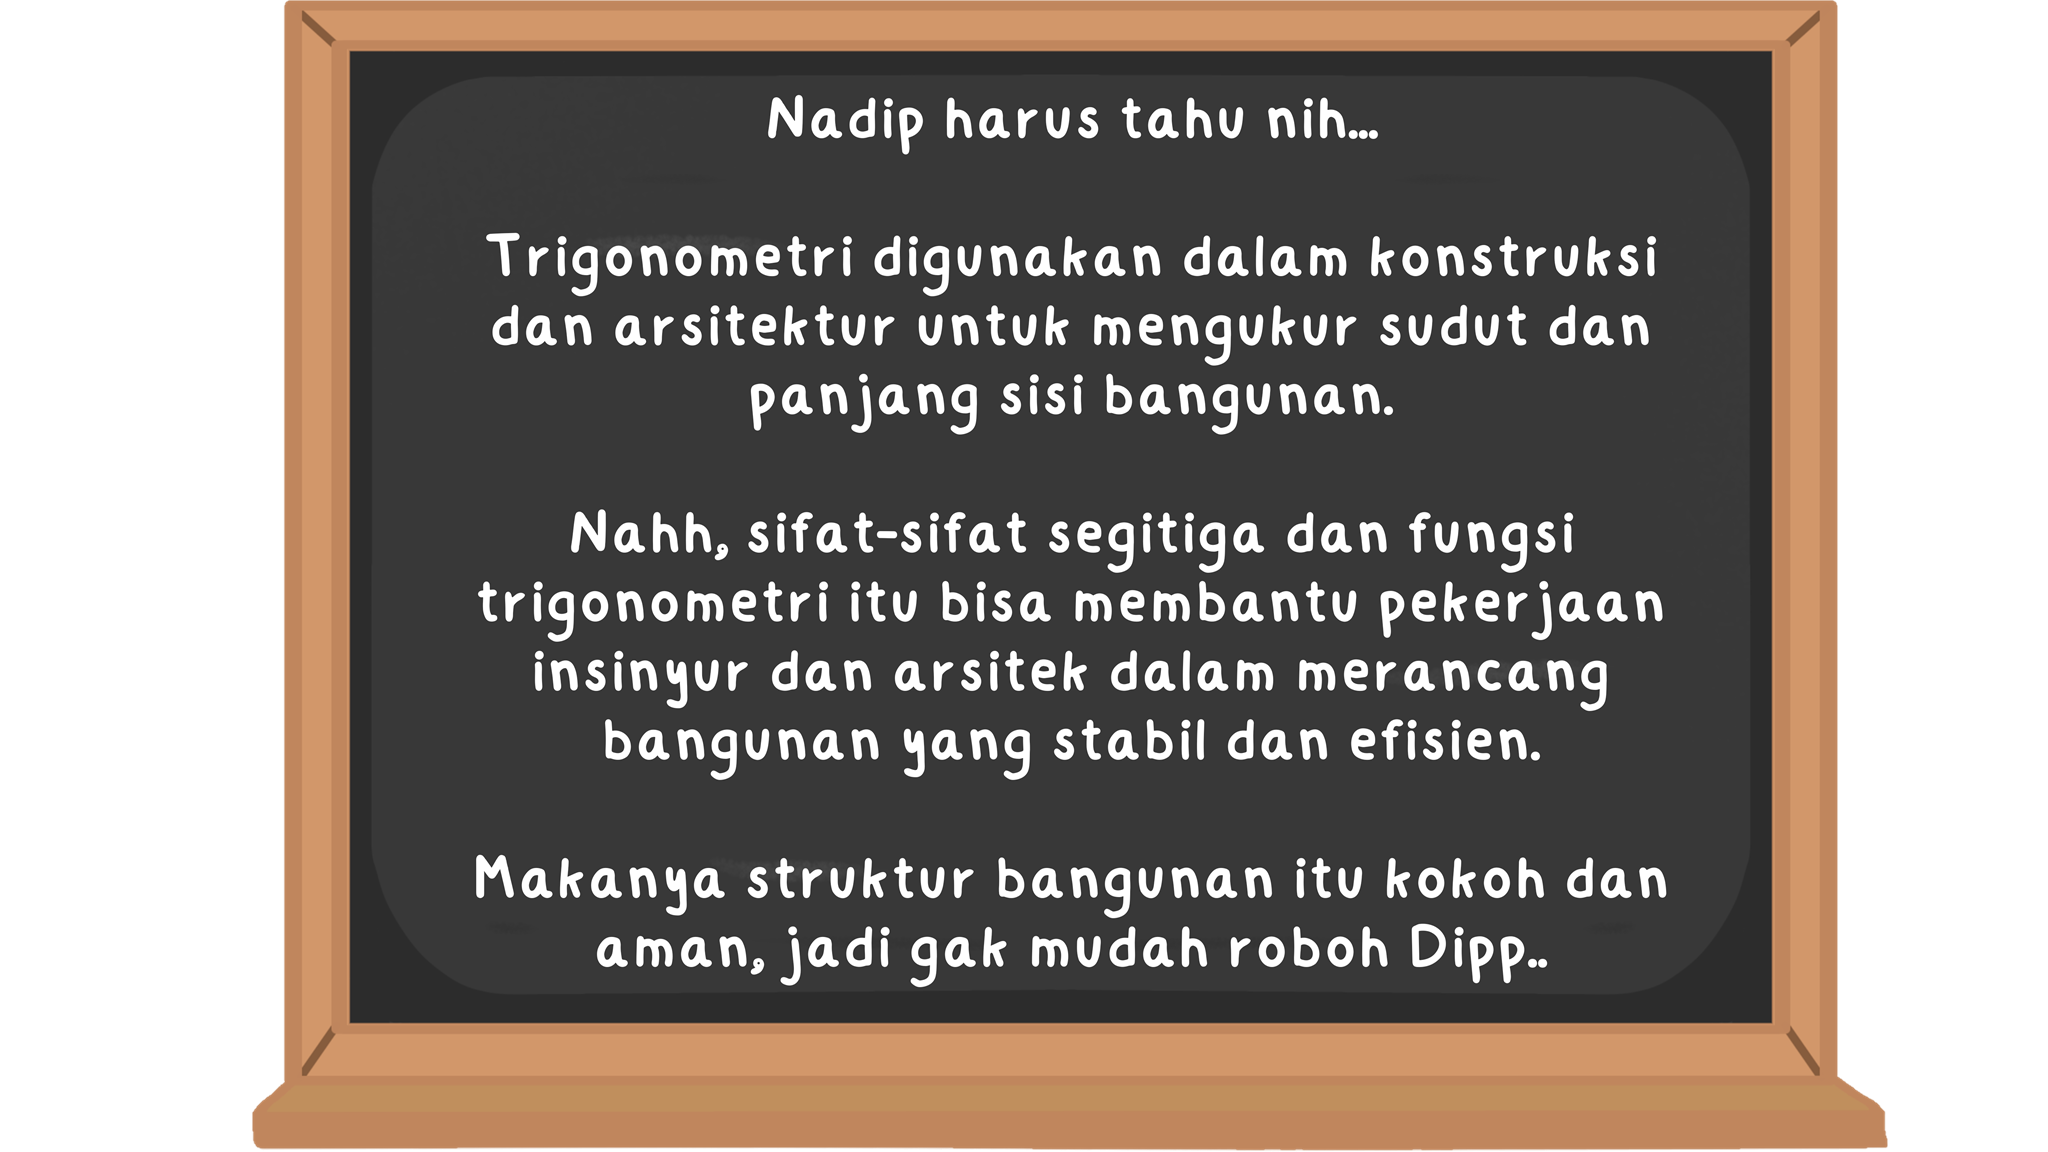 Nadip harus tahu nih...
Trigonometri digunakan dalam konstruksi
dan arsitektur untuk mengukur sudut dan
panjang sisi bangunan.
Nahh, sifat-sifat segitiga dan fungsi
trigonometri itu bisa membantu pekerjaan
insinyur dan arsitek dalam merancang
bangunan yang stabil dan efisien.
Makanya struktur bangunan itu kokoh dan
aman, jadi gak mudah roboh Dipp..